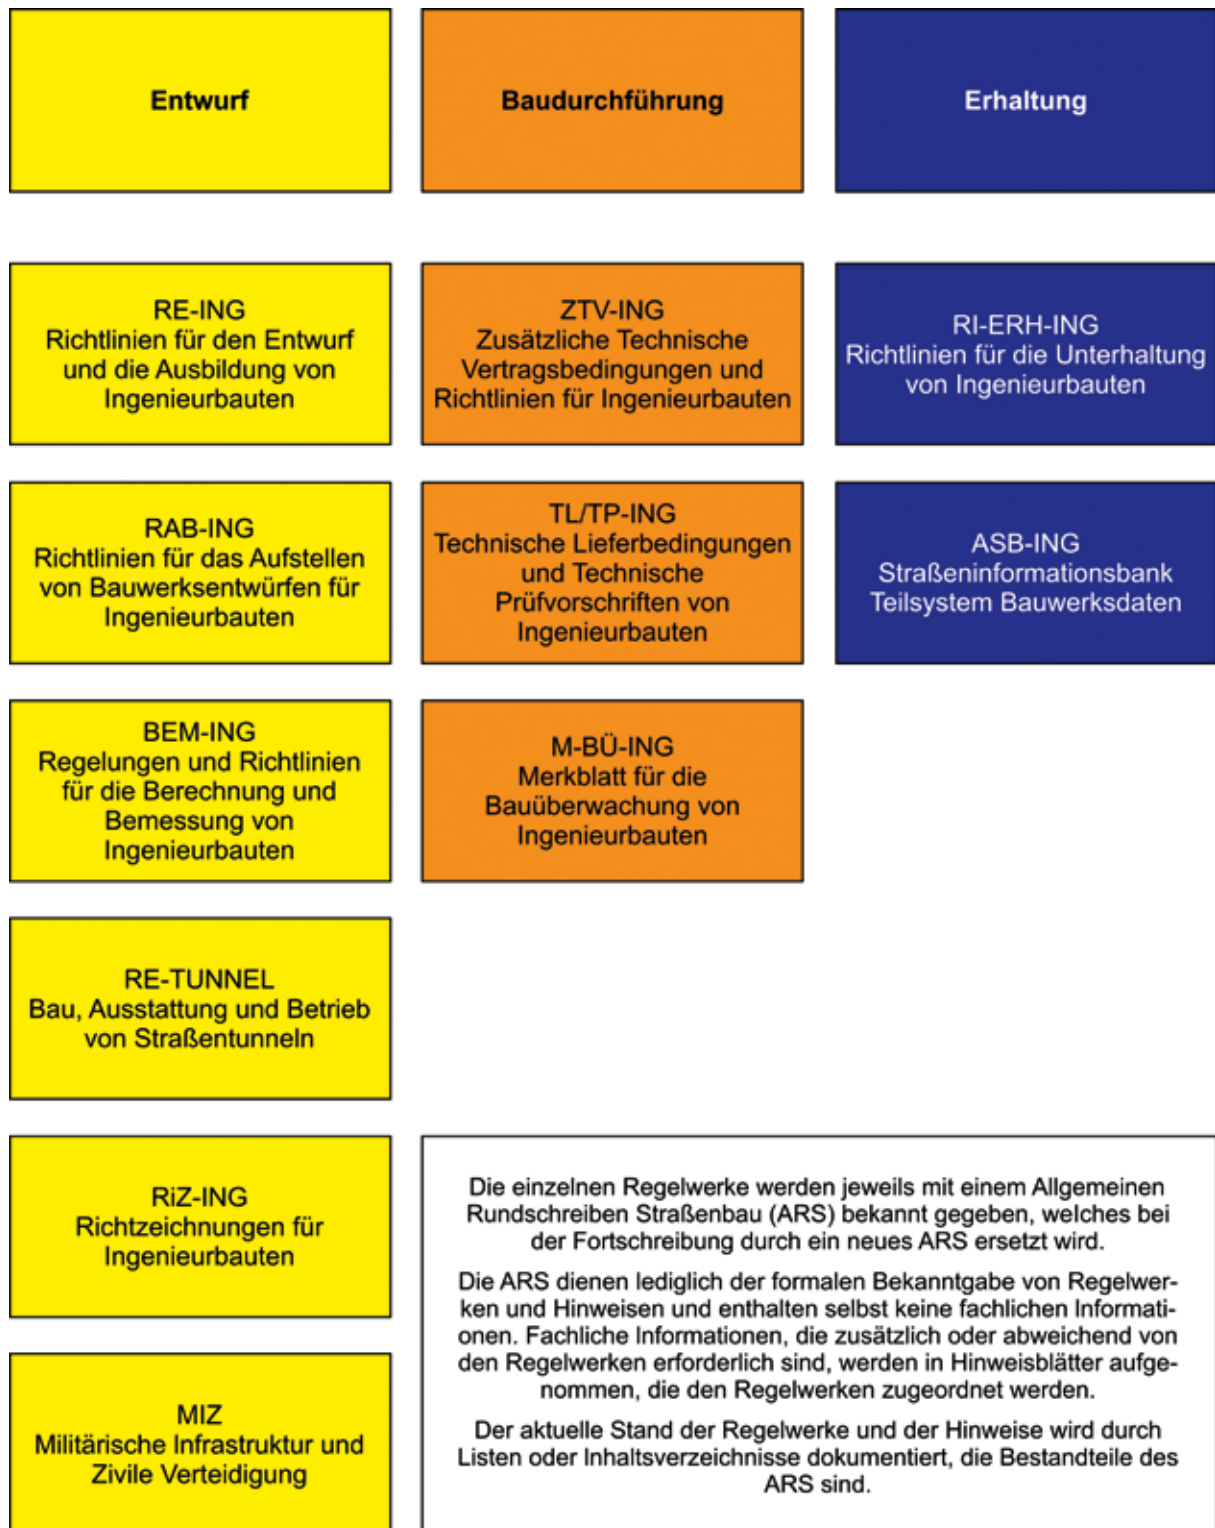 Entwurf
Baudurchführung
Erhaltung
RE-ING
Richtlinien für den Entwurf
und die Ausbildung von
Ingenieurbauten
ZTV-ING
Zusätzliche Technische
Vertragsbedingungen und
Richtlinien für Ingenieurbauten
RI-ERH-ING
Richtlinien für die Unterhaltung
von Ingenieurbauten
RAB-ING
Richtlinien für das Aufstellen
von Bauwerksentwürfen für
Ingenieurbauten
TL/TP-ING
Technische Lieferbedingungen
und Technische
Prüfvorschriften von
Ingenieurbauten
ASB-ING
Straßeninformationsbank
Teilsystem Bauwerksdaten
BEM-ING
Regelungen und Richtlinien
für die Berechnung und
Bemessung von
Ingenieurbauten
M-BÜ-ING
Merkblatt für die
Bauüberwachung von
Ingenieurbauten
RE-TUNNEL
Bau, Ausstattung und Betrieb
von Straßentunneln
RiZ-ING
Richtzeichnungen für
Ingenieurbauten
MIZ
Militärische Infrastruktur und
Zivile Verteidigung
Die einzelnen Regelwerke werden jeweils mit einem Allgemeinen
Rundschreiben Straßenbau (ARS) bekannt gegeben, welches bei
der Fortschreibung durch ein neues ARS ersetzt wird.
Die ARS dienen lediglich der formalen Bekanntgabe von Regelwer-
ken und Hinweisen und enthalten selbst keine fachlichen Informati-
onen. Fachliche Informationen, die zusätzlich oder abweichend von
den Regelwerken erforderlich sind, werden in Hinweisblätter aufge-
nommen, die den Regelwerken zugeordnet werden.
Der aktuelle Stand der Regelwerke und der Hinweise wird durch
Listen oder Inhaltsverzeichnisse dokumentiert, die Bestandteile des
ARS sind.